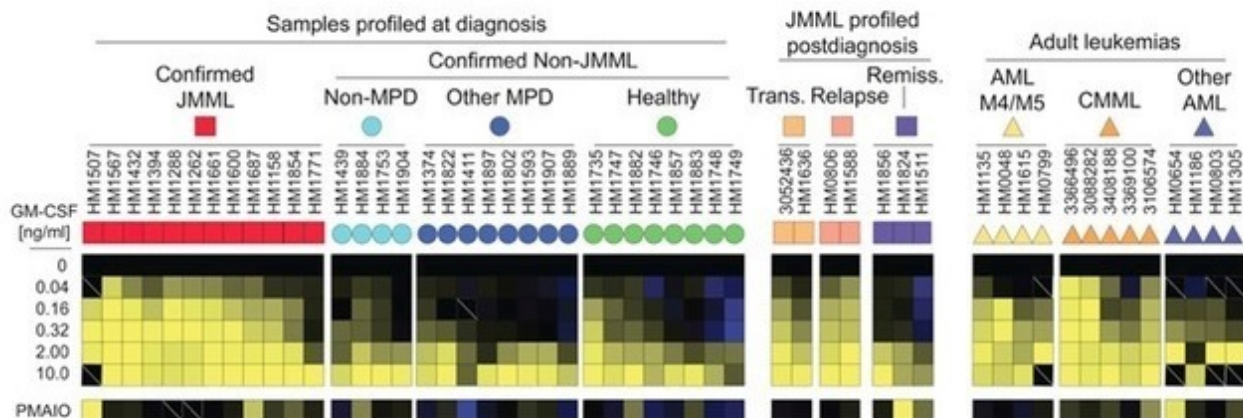 Samples profiled at diagnosis
JMML profiled
postdiagnosis
Adult leukemias
Confirmed
JMML
Confirmed Non-JMML
Non-MPD
Other MPD
Healthy
Trans.
Relapse
Remiss.
AML
M4/M5
CMML
Other
AML
HM1507
HM1567
HM1432
HM1394
HM1288
HM1262
HM1661
HM1600
HM1687
HM1158
HM1854
HM1771
HM1439
HM1884
HM1753
HM1904
HM1374
HM1822
HM1411
HM1897
HM1802
HM1593
HM1907
HM1889
HM1735
HM1747
HM1882
HM1746
HM1857
HM1883
HM1748
HM1749
3052436
HM1636
HM0806
HM1588
HM1856
HM1824
HM1511
HM1135
HM0048
HM1615
HM0799
3366496
3088282
3408188
3369100
3106574
HM0654
HM1186
HM0803
HM1305
GM-CSF
[ng/ml]
0
0.04
0.16
0.32
2.00
10.0
PMAIO